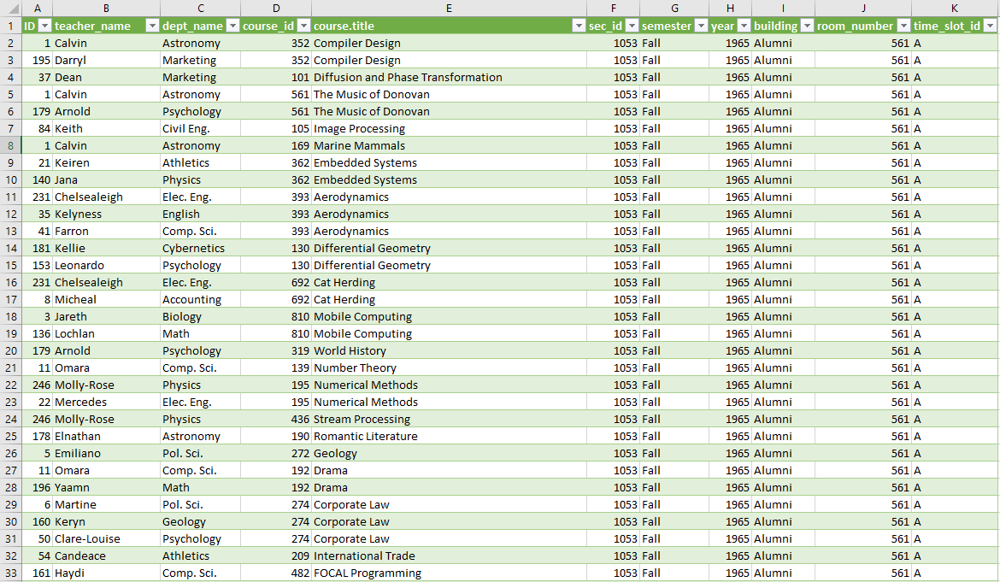 A B C D E F G H I J K
1 ID teacher_name dept_name course_id course.title sec_id semester year building room_number time_slot_id
2 1 Calvin Astronomy 352 Compiler Design 1053 Fall 1965 Alumni 561 A
3 195 Darryl Marketing 352 Compiler Design 1053 Fall 1965 Alumni 561 A
4 37 Dean Marketing 101 Diffusion and Phase Transformation 1053 Fall 1965 Alumni 561 A
5 1 Calvin Astronomy 561 The Music of Donovan 1053 Fall 1965 Alumni 561 A
6 179 Arnold Psychology 561 The Music of Donovan 1053 Fall 1965 Alumni 561 A
7 84 Keith Civil Eng. 105 Image Processing 1053 Fall 1965 Alumni 561 A
8 1 Calvin Astronomy 169 Marine Mammals 1053 Fall 1965 Alumni 561 A
9 21 Keiren Athletics 362 Embedded Systems 1053 Fall 1965 Alumni 561 A
10 140 Jana Physics 362 Embedded Systems 1053 Fall 1965 Alumni 561 A
11 231 Chelsealeigh Elec. Eng. 393 Aerodynamics 1053 Fall 1965 Alumni 561 A
12 35 Kelyness English 393 Aerodynamics 1053 Fall 1965 Alumni 561 A
13 41 Farron Comp. Sci. 393 Aerodynamics 1053 Fall 1965 Alumni 561 A
14 181 Kellie Cybernetics 130 Differential Geometry 1053 Fall 1965 Alumni 561 A
15 153 Leonardo Psychology 130 Differential Geometry 1053 Fall 1965 Alumni 561 A
16 231 Chelsealeigh Elec. Eng. 692 Cat Herding 1053 Fall 1965 Alumni 561 A
17 8 Micheal Accounting 692 Cat Herding 1053 Fall 1965 Alumni 561 A
18 3 Jareth Biology 810 Mobile Computing 1053 Fall 1965 Alumni 561 A
19 136 Lochlan Math 810 Mobile Computing 1053 Fall 1965 Alumni 561 A
20 179 Arnold Psychology 319 World History 1053 Fall 1965 Alumni 561 A
21 11 Omara Comp. Sci. 139 Number Theory 1053 Fall 1965 Alumni 561 A
22 246 Molly-Rose Physics 195 Numerical Methods 1053 Fall 1965 Alumni 561 A
23 22 Mercedes Elec. Eng. 195 Numerical Methods 1053 Fall 1965 Alumni 561 A
24 246 Molly-Rose Physics 436 Stream Processing 1053 Fall 1965 Alumni 561 A
25 178 Elnathan Astronomy 190 Romantic Literature 1053 Fall 1965 Alumni 561 A
26 5 Emiliano Pol. Sci. 272 Geology 1053 Fall 1965 Alumni 561 A
27 11 Omara Comp. Sci. 192 Drama 1053 Fall 1965 Alumni 561 A
28 196 Yaamn Math 192 Drama 1053 Fall 1965 Alumni 561 A
29 6 Martine Pol. Sci. 274 Corporate Law 1053 Fall 1965 Alumni 561 A
30 160 Keryn Geology 274 Corporate Law 1053 Fall 1965 Alumni 561 A
31 50 Clare-Louise Psychology 274 Corporate Law 1053 Fall 1965 Alumni 561 A
32 54 Candeace Athletics 209 International Trade 1053 Fall 1965 Alumni 561 A
33 161 Haydi Comp. Sci. 482 FOCAL Programming 1053 Fall 1965 Alumni 561 A